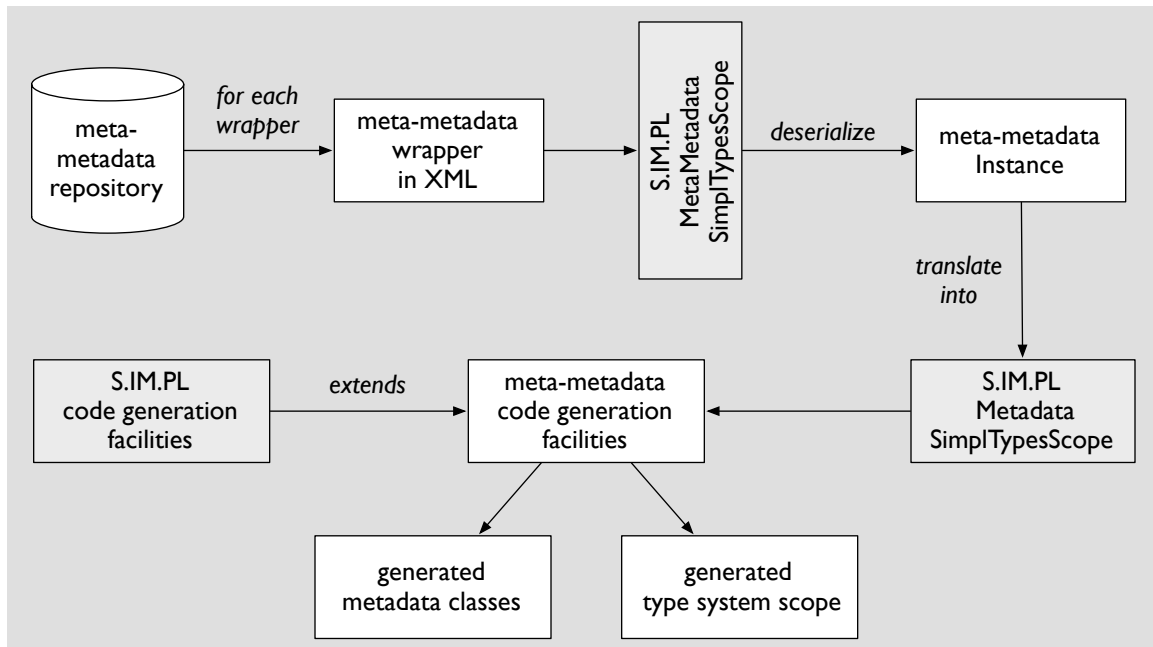 meta-
metadata
repository
for each
wrapper
meta-metadata
wrapper
in XML
S.IM.PL
MetaMetadata
SimplTypesScope
deserialize
meta-metadata
Instance
translate
into
S.IM.PL
code generation
facilities
extends
meta-metadata
code generation
facilities
S.IM.PL
Metadata
SimplTypesScope
generated
metadata classes
generated
type system scope